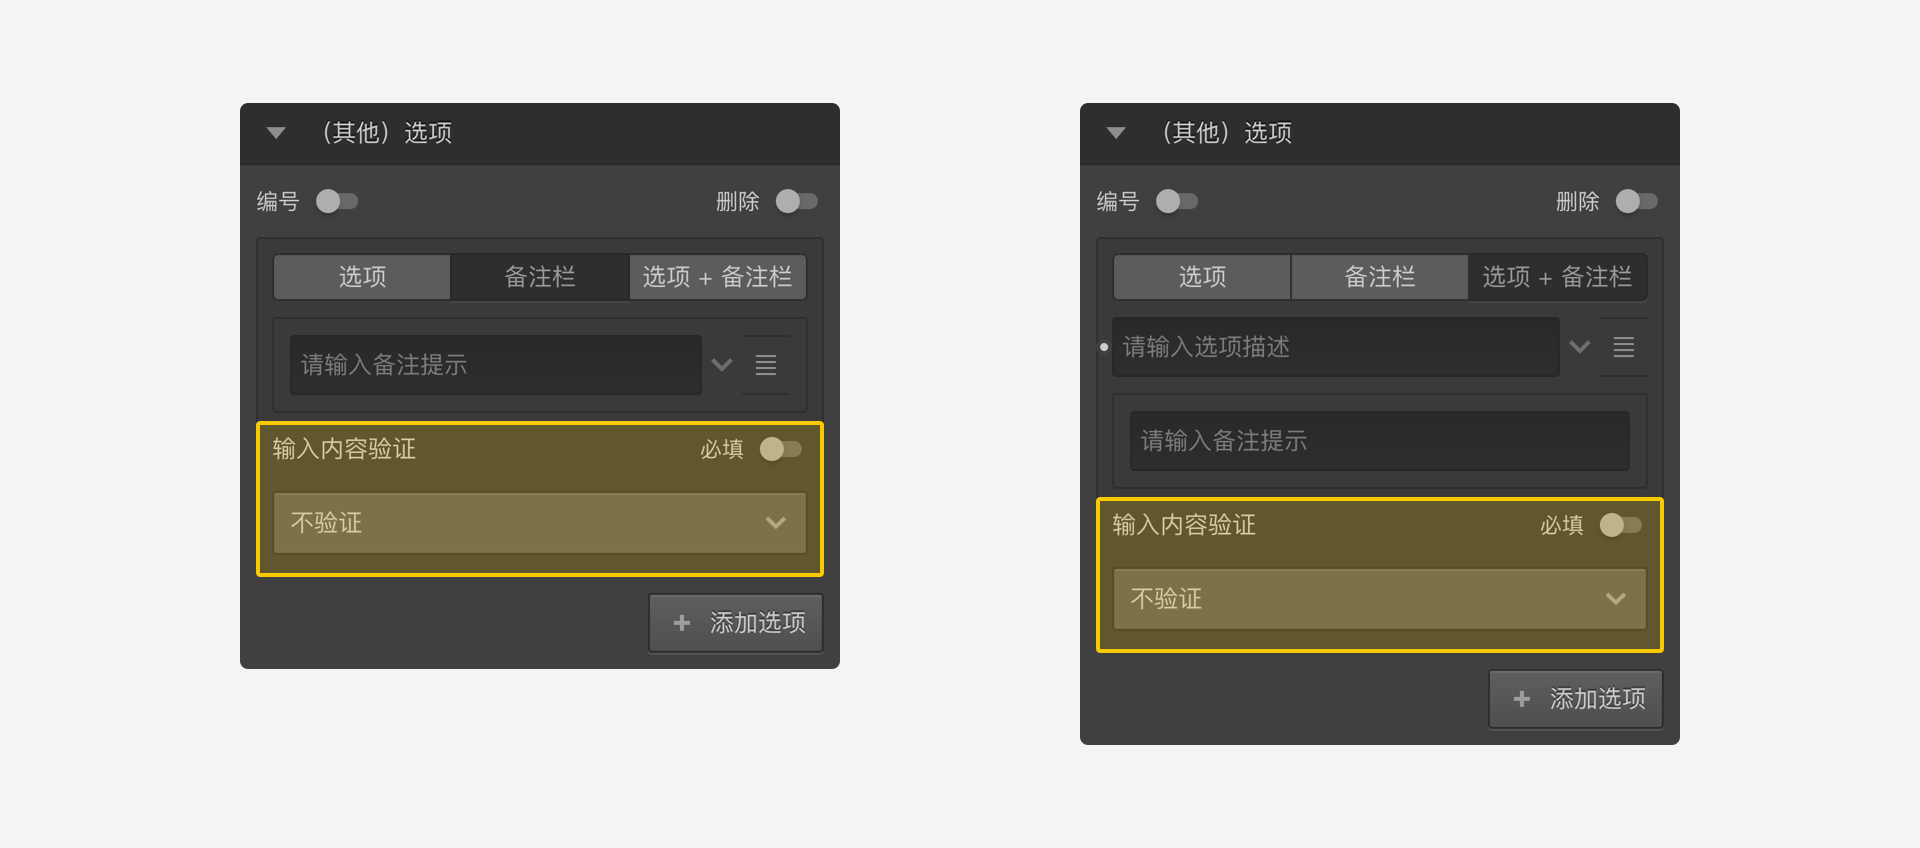 （其他）选项
编号
删除
选项
备注栏
选项 + 备注栏
请输入备注提示
输入内容验证
必填
不验证
添加选项
（其他）选项
编号
删除
选项
备注栏
选项 + 备注栏
请输入选项描述
请输入备注提示
输入内容验证
必填
不验证
添加选项